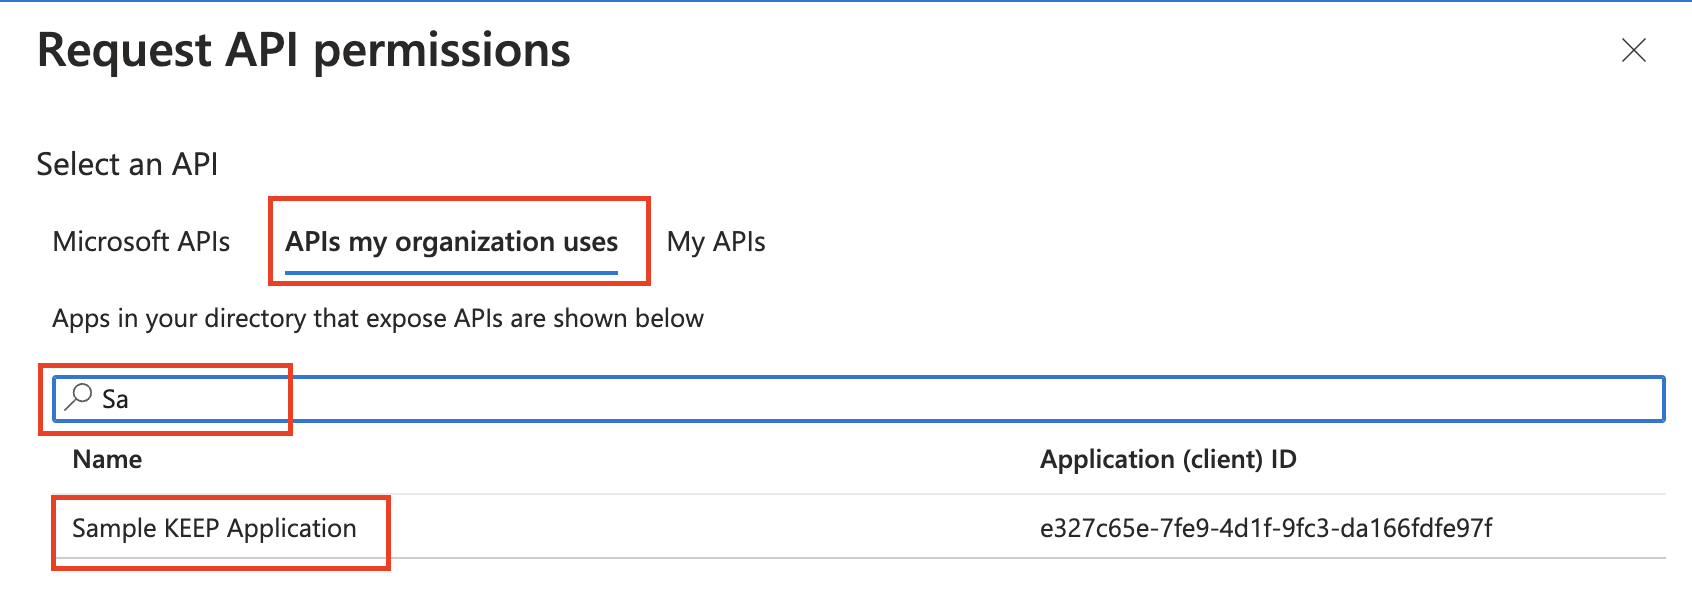 Request API permissions
Select an API
Microsoft APIs APIs my organization uses My APIs
Apps in your directory that expose APIs are shown below
Sa
Name Application (client) ID
Sample KEEP Application e327c65e-7fe9-4d1f-9fc3-da166fdfe97f